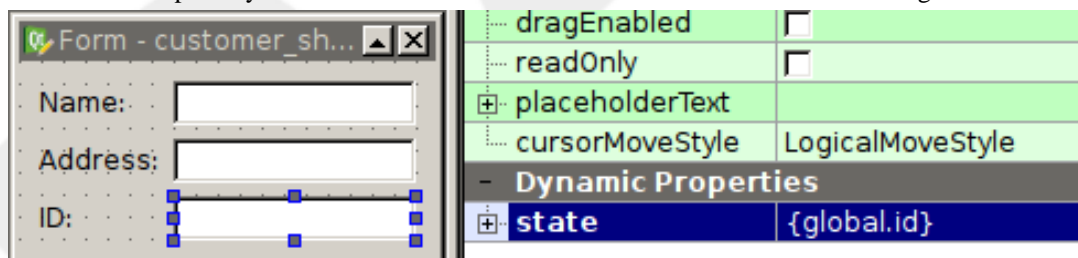 Form - customer_sh...
Name:
Address:
ID:
dragEnabled
readOnly
placeholderText
cursorMoveStyle LogicalMoveStyle
Dynamic Properties
state {global.id}